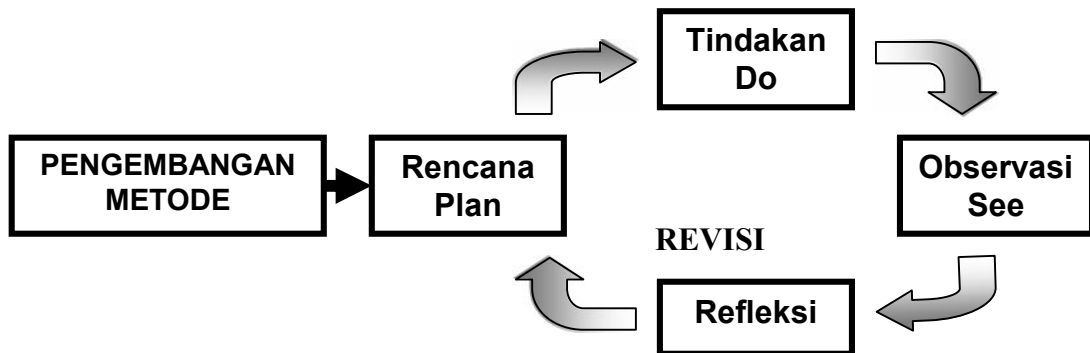 PENGEMBANGAN
METODE
Rencana
Plan
Tindakan
Do
Observasi
See
REVISI
Refleksi